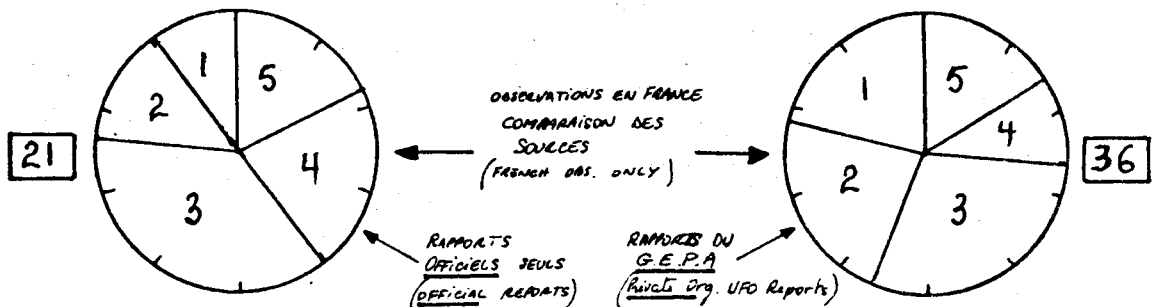 1
5
2
4
3
21
OBSERVATIONS EN FRANCE
COMPARAISON DES
SOURCES
(FRENCH OBS. ONLY)
1
5
4
2
3
36
RAPPORTS
OFFICIELS SEULS
(OFFICIAL REPORTS)
RAPPORTS DU
G.E.P.A
(Private Org. UFO Reports)